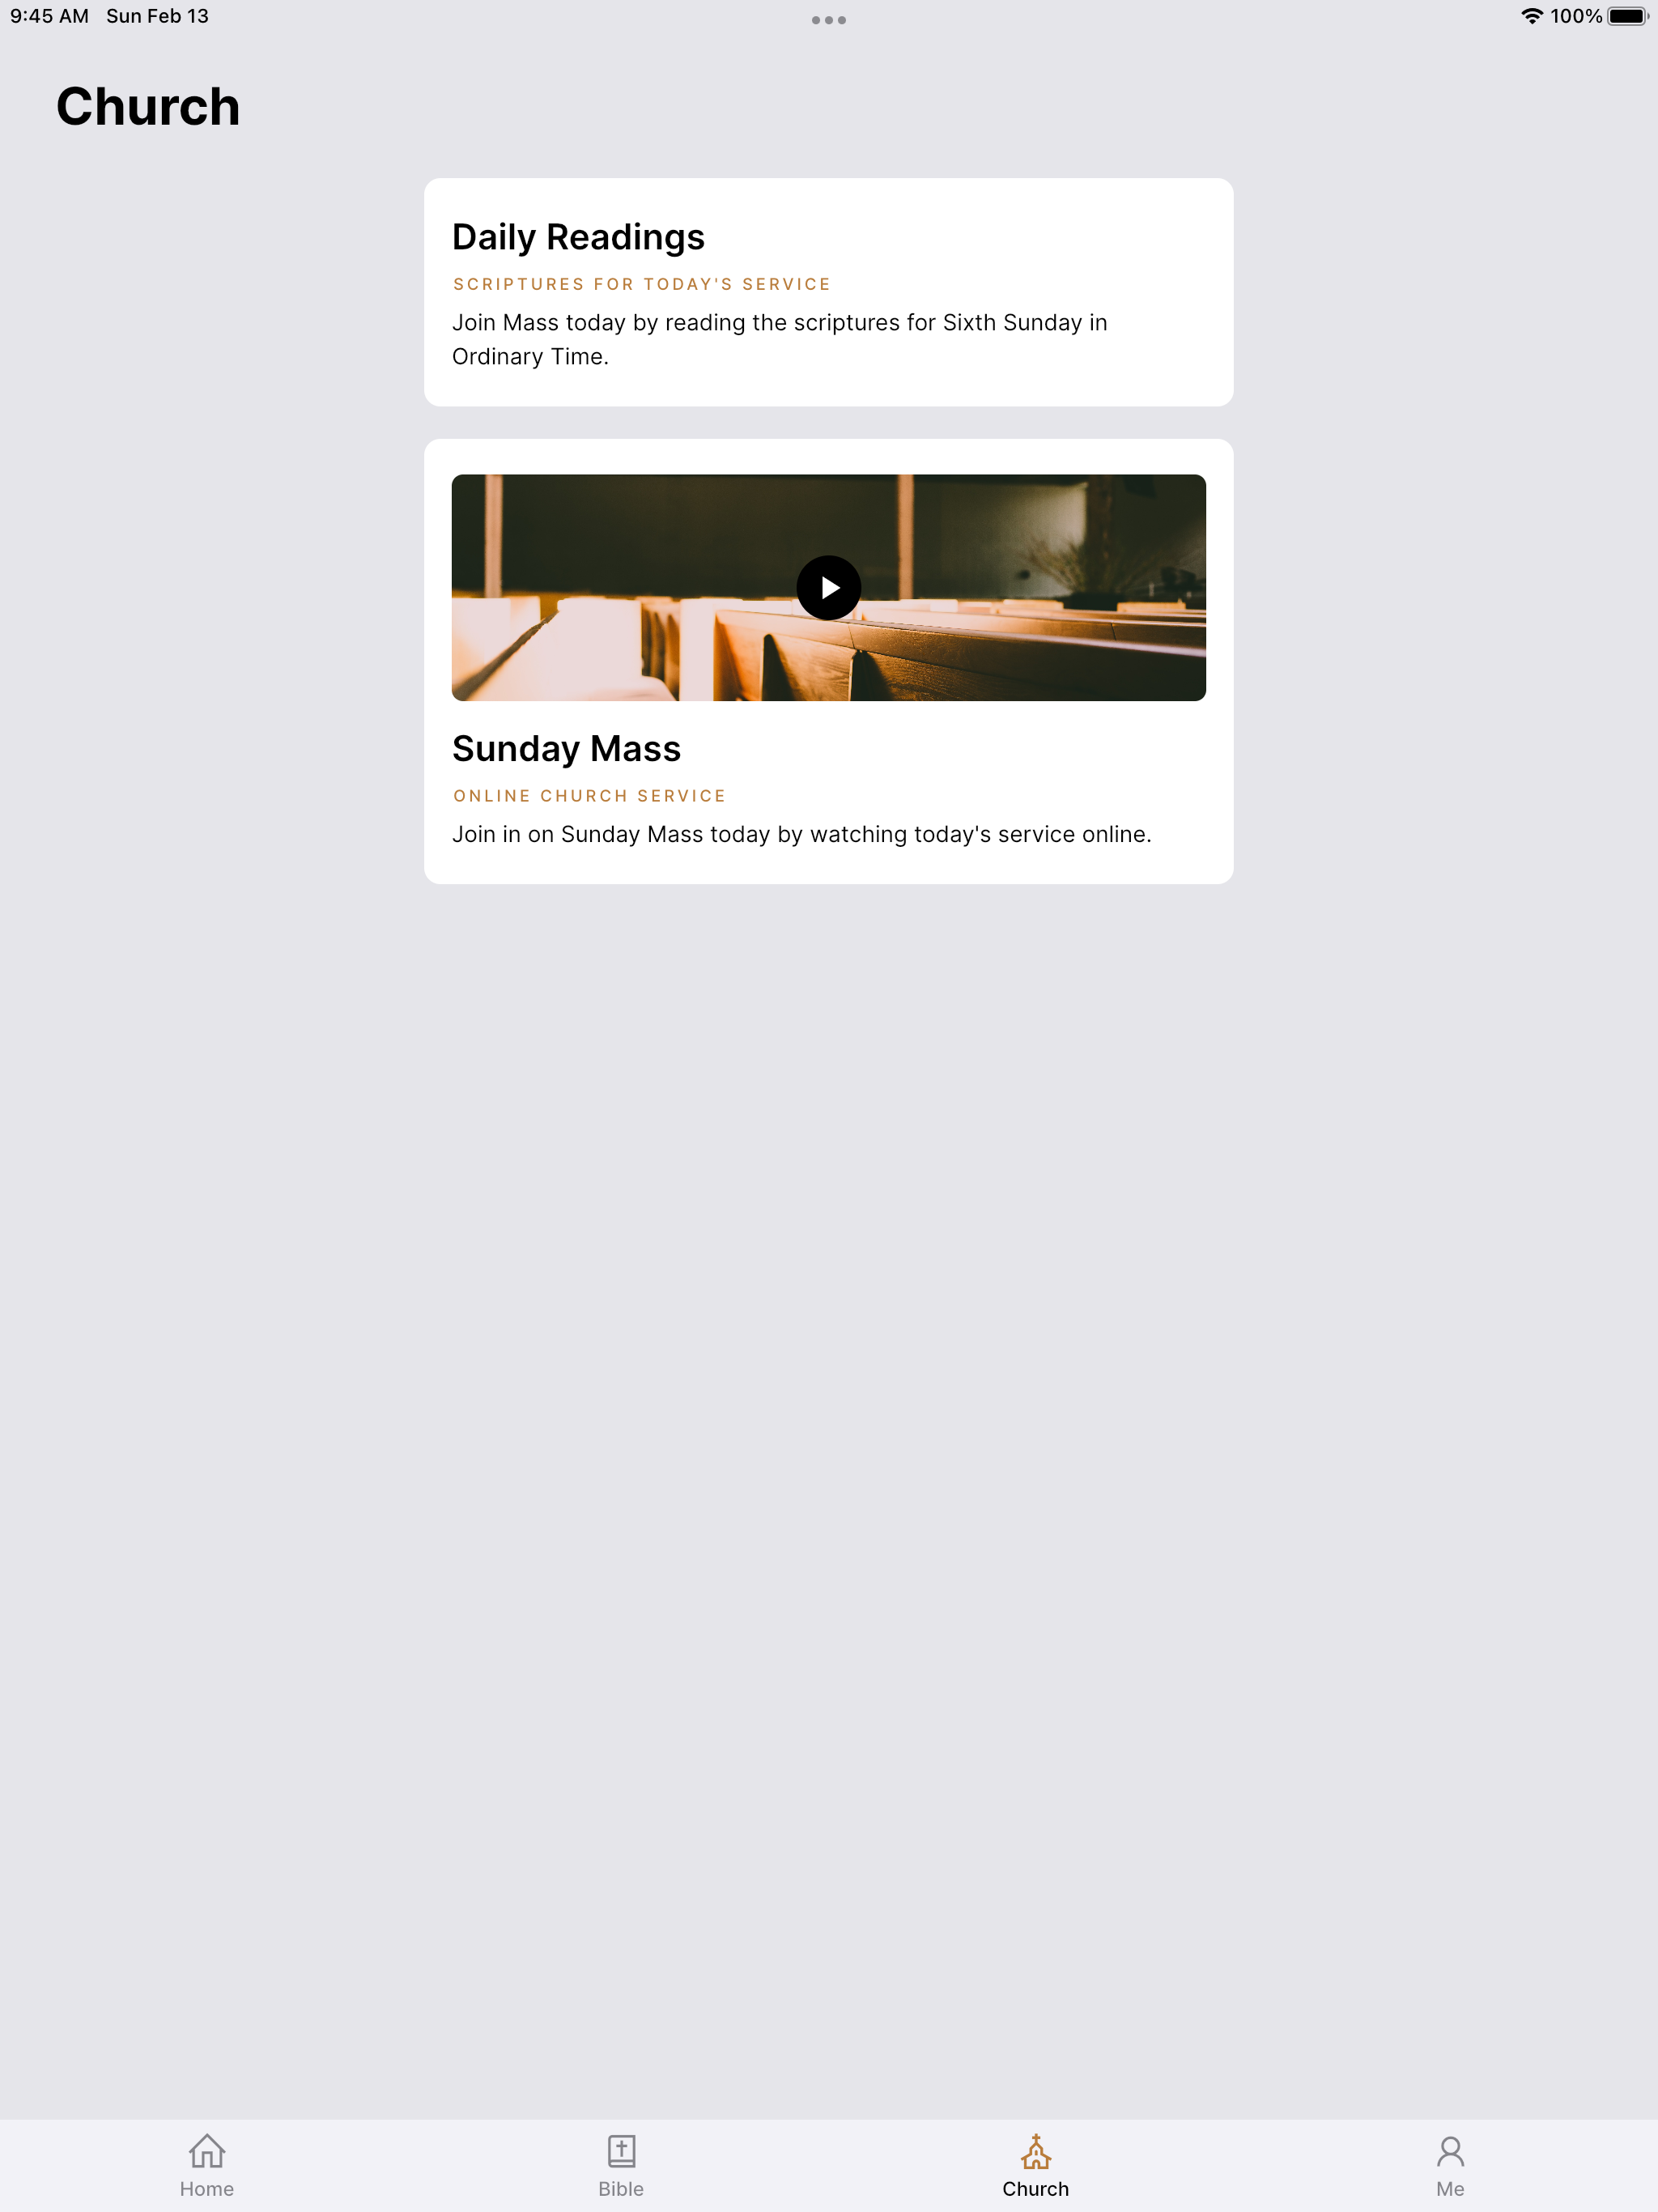 9:45 AM Sun Feb 13
100%
Church
Daily Readings
SCRIPTURES FOR TODAY'S SERVICE
Join Mass today by reading the scriptures for Sixth Sunday in
Ordinary Time.
Sunday Mass
ONLINE CHURCH SERVICE
Join in on Sunday Mass today by watching today's service online.
Home
Bible
Church
Me